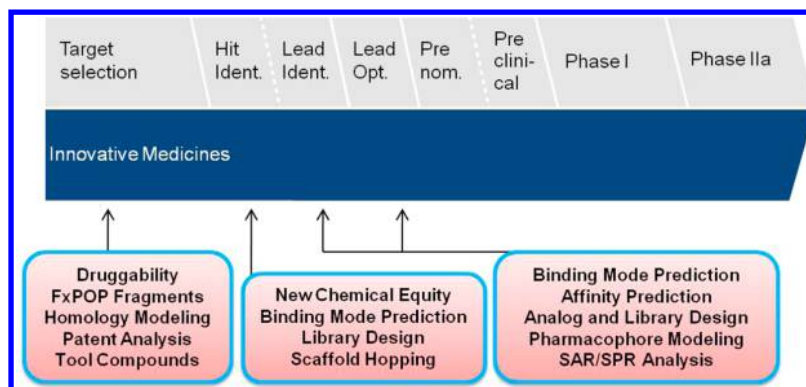 Target
selection
Hit
Ident.
Lead
Ident.
Lead
Opt.
Pre
nom.
Pre
clini-
cal
Phase I
Phase IIa
Innovative Medicines
Druggability
FxPOP Fragments
Homology Modeling
Patent Analysis
Tool Compounds
New Chemical Equity
Binding Mode Prediction
Library Design
Scaffold Hopping
Binding Mode Prediction
Affinity Prediction
Analog and Library Design
Pharmacophore Modeling
SAR/SPR Analysis